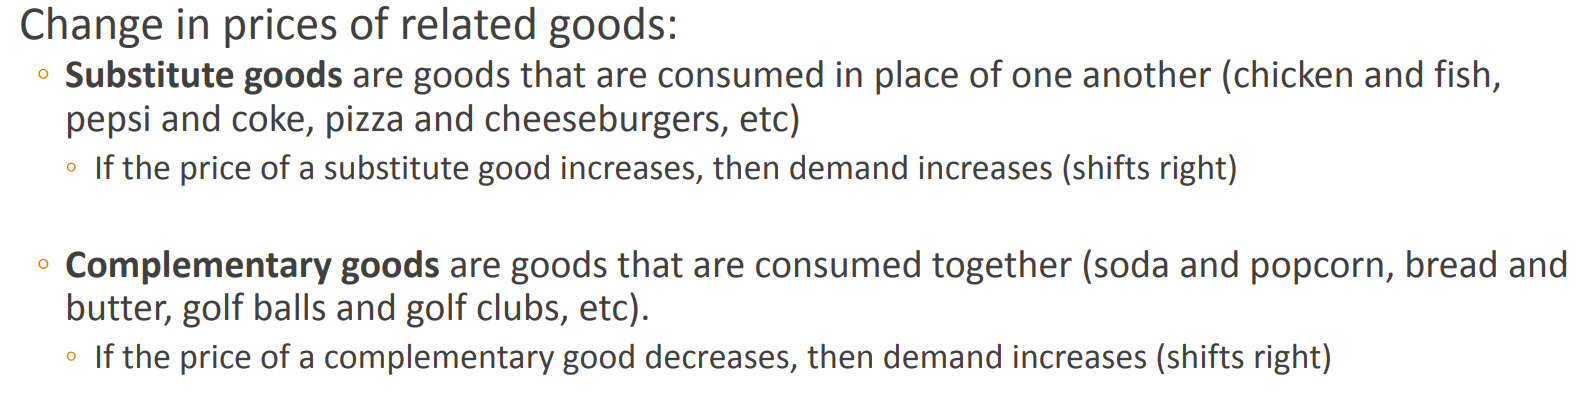 Change in prices of related goods:
◦ Substitute goods are goods that are consumed in place of one another (chicken and fish,
pepsi and coke, pizza and cheeseburgers, etc)
◦ If the price of a substitute good increases, then demand increases (shifts right)
◦ Complementary goods are goods that are consumed together (soda and popcorn, bread and
butter, golf balls and golf clubs, etc).
◦ If the price of a complementary good decreases, then demand increases (shifts right)